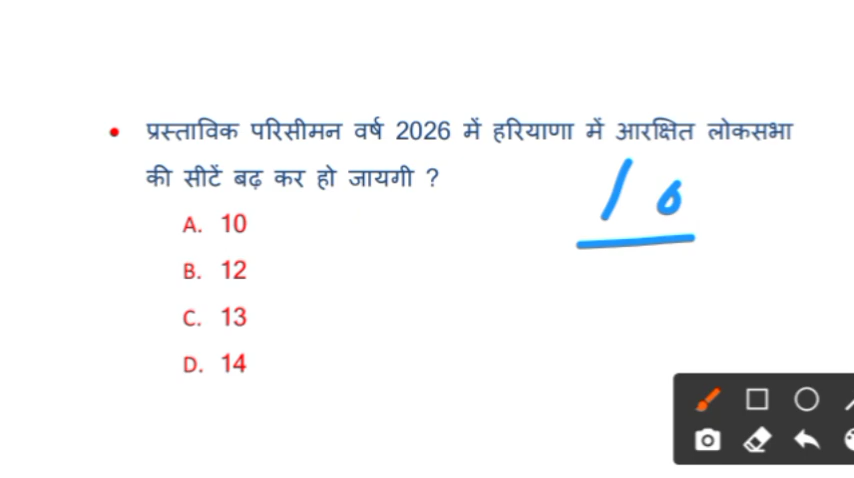 • प्रस्ताविक परिसीमन वर्ष 2026 में हरियाणा में आरक्षित लोकसभा
की सीटें बढ़ कर हो जायगी ?
10
A. 10
B. 12
C. 13
D. 14